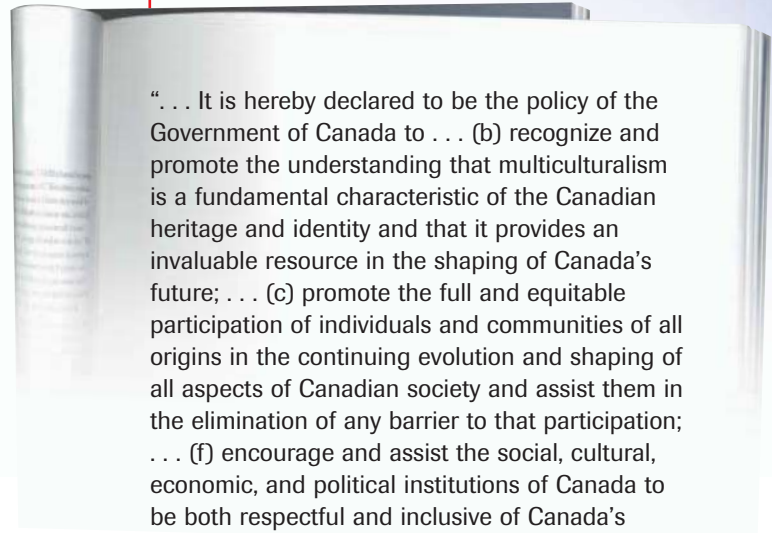 “. . . It is hereby declared to be the policy of the
Government of Canada to . . . (b) recognize and
promote the understanding that multiculturalism
is a fundamental characteristic of the Canadian
heritage and identity and that it provides an
invaluable resource in the shaping of Canada’s
future; . . . (c) promote the full and equitable
participation of individuals and communities of all
origins in the continuing evolution and shaping of
all aspects of Canadian society and assist them in
the elimination of any barrier to that participation;
. . . (f) encourage and assist the social, cultural,
economic, and political institutions of Canada to
be both respectful and inclusive of Canada’s